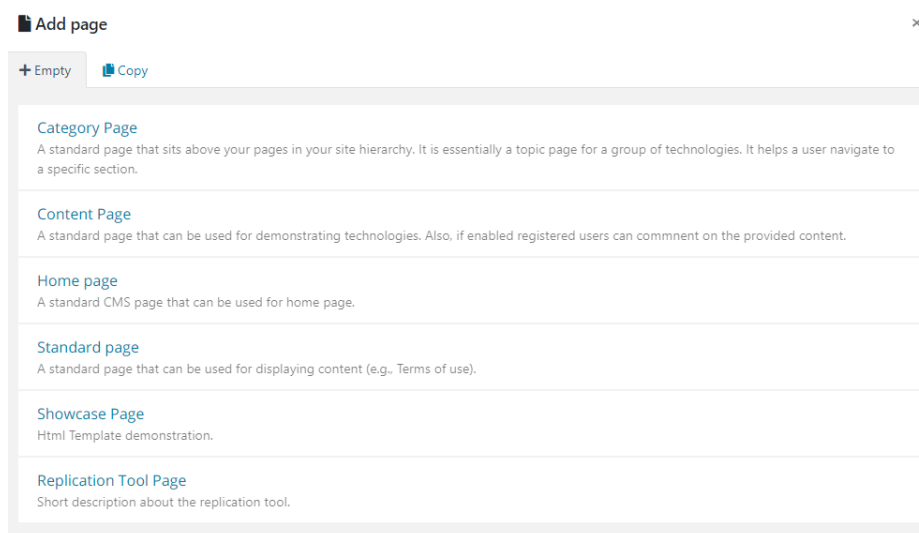 Add page
Empty
Copy
Category Page
A standard page that sits above your pages in your site hierarchy. It is essentially a topic page for a group of technologies. It helps a user navigate to
a specific section.
Content Page
A standard page that can be used for demonstrating technologies. Also, if enabled registered users can commnent on the provided content.
Home page
A standard CMS page that can be used for home page.
Standard page
A standard page that can be used for displaying content (e.g., Terms of use).
Showcase Page
Html Template demonstration.
Replication Tool Page
Short description about the replication tool.